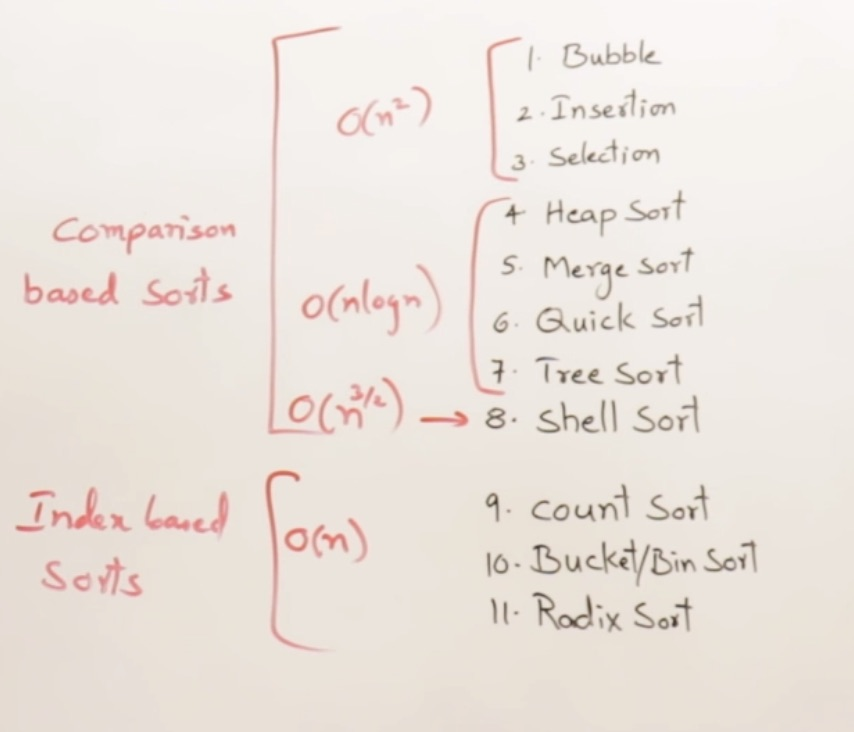 Comparison
based Sorts
O(n²)
1. Bubble
2. Insertion
3. Selection
O(nlogn)
4 Heap Sort
5. Merge Sort
6. Quick Sort
7. Tree Sort
O(n^3/2) → 8. Shell Sort
Index based
Sorts
O(n)
9. Count Sort
10. Bucket/Bin Sort
11. Radix Sort